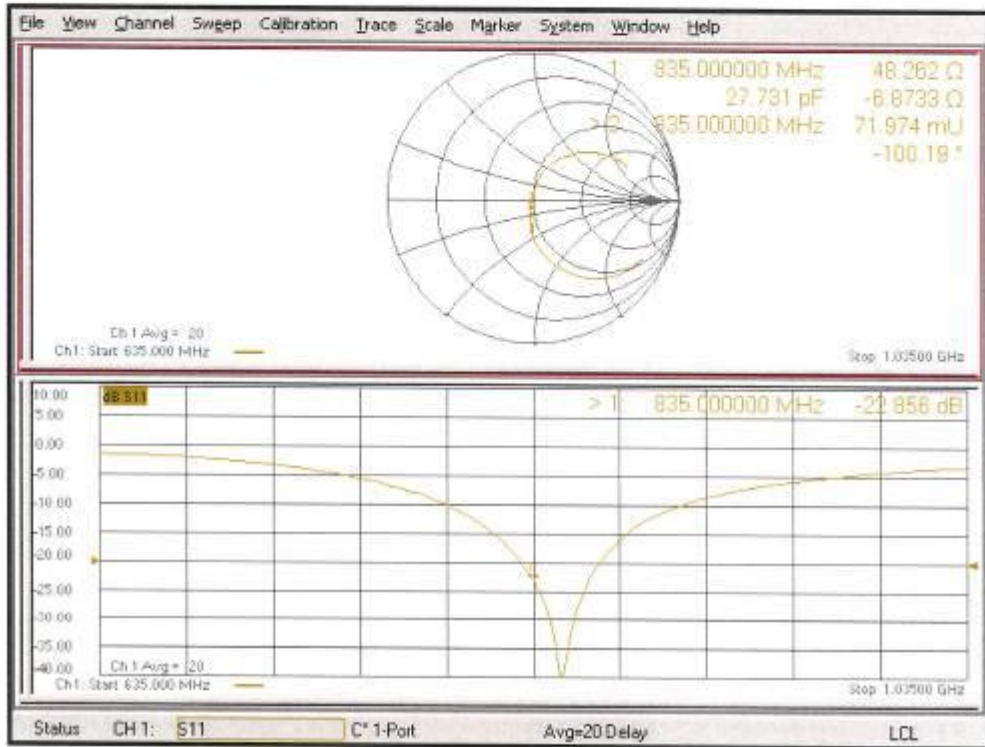 File View Channel Sweep Calibration Trace Scale Marker System Window Help
1 835.000000 MHz 48.262 Ω
27.731 pF -6.8733 Ω
> 2 835.000000 MHz 71.974 mU
-100.19 °
Ch 1 Avg = 20
Ch1: Start 635.000 MHz
Stop 1.03500 GHz
10.00 dB S11
> 1 835.000000 MHz -22.856 dB
5.00
0.00
-5.00
-10.00
-15.00
-20.00
-25.00
-30.00
-35.00
-40.00
Ch 1 Avg = 20
Ch1: Start 635.000 MHz
Stop 1.03500 GHz
Status CH 1: S11 C* 1-Port Avg=20 Delay LCL